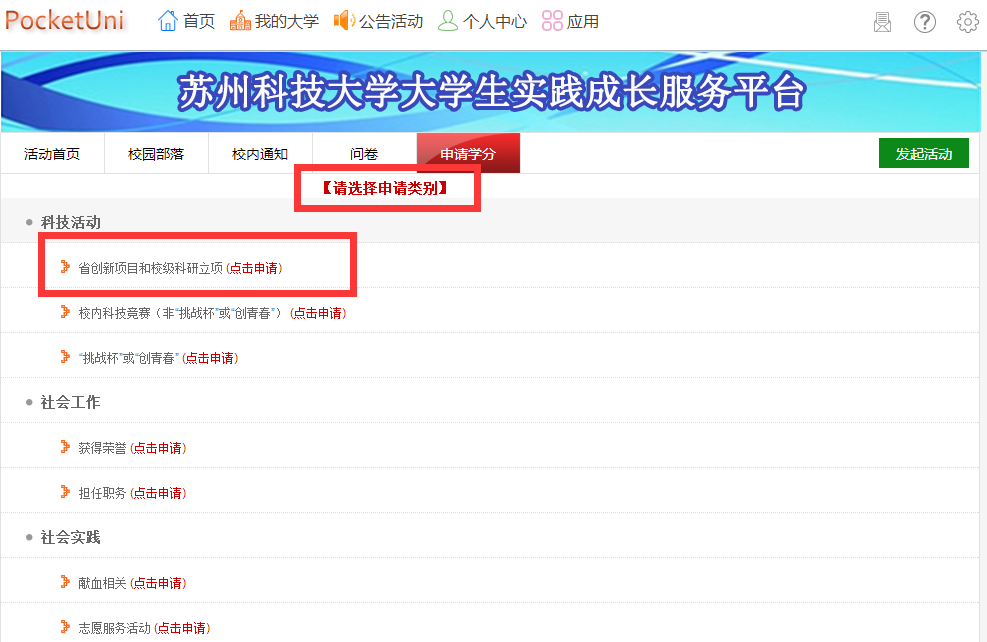 PocketUni 首页 我的大学 公告活动 个人中心 应用
苏州科技大学大学生实践成长服务平台
活动首页 校园部落 校内通知 问卷 申请学分 发起活动
【请选择申请类别】
科技活动
省创新项目和校级科研立项 (点击申请)
校内科技竞赛（非“挑战杯”或“创青春”） (点击申请)
“挑战杯”或“创青春” (点击申请)
社会工作
获得荣誉 (点击申请)
担任职务 (点击申请)
社会实践
献血相关 (点击申请)
志愿服务活动 (点击申请)